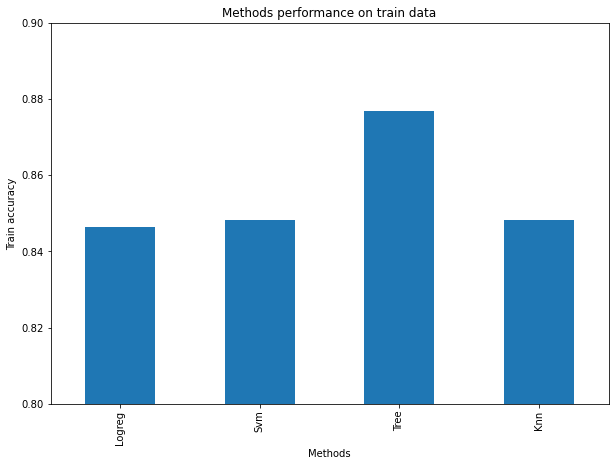 Methods performance on train data
0.90
0.88
0.86
0.84
0.82
0.80
Train accuracy
Logreg
Svm
Tree
Knn
Methods